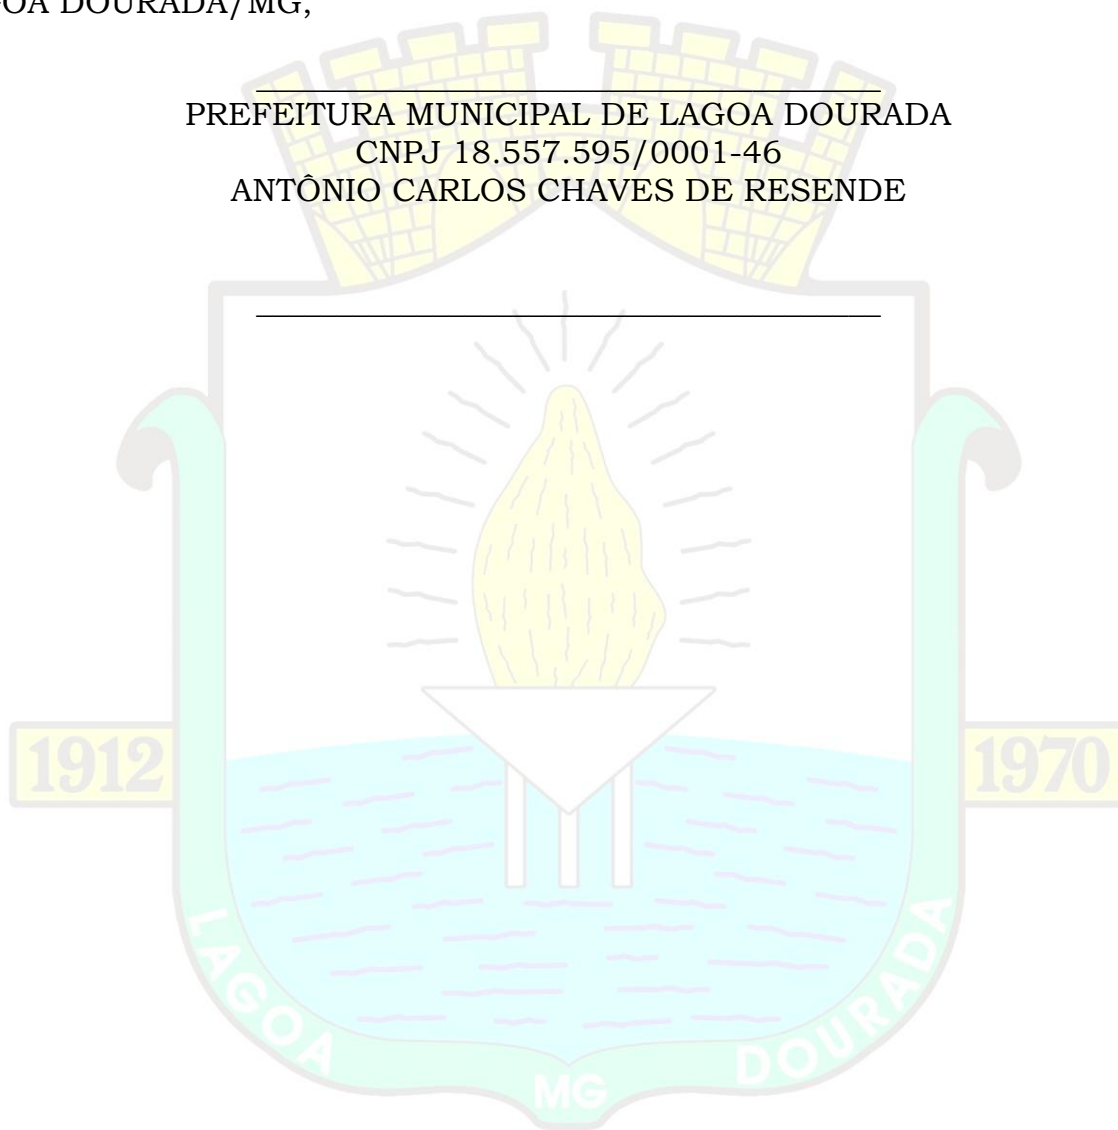 GOA DOURADA/MG,
PREFEITURA MUNICIPAL DE LAGOA DOURADA
CNPJ 18.557.595/0001-46
ANTÔNIO CARLOS CHAVES DE RESENDE
1912
1970
LAGOA
MG
DOURADA